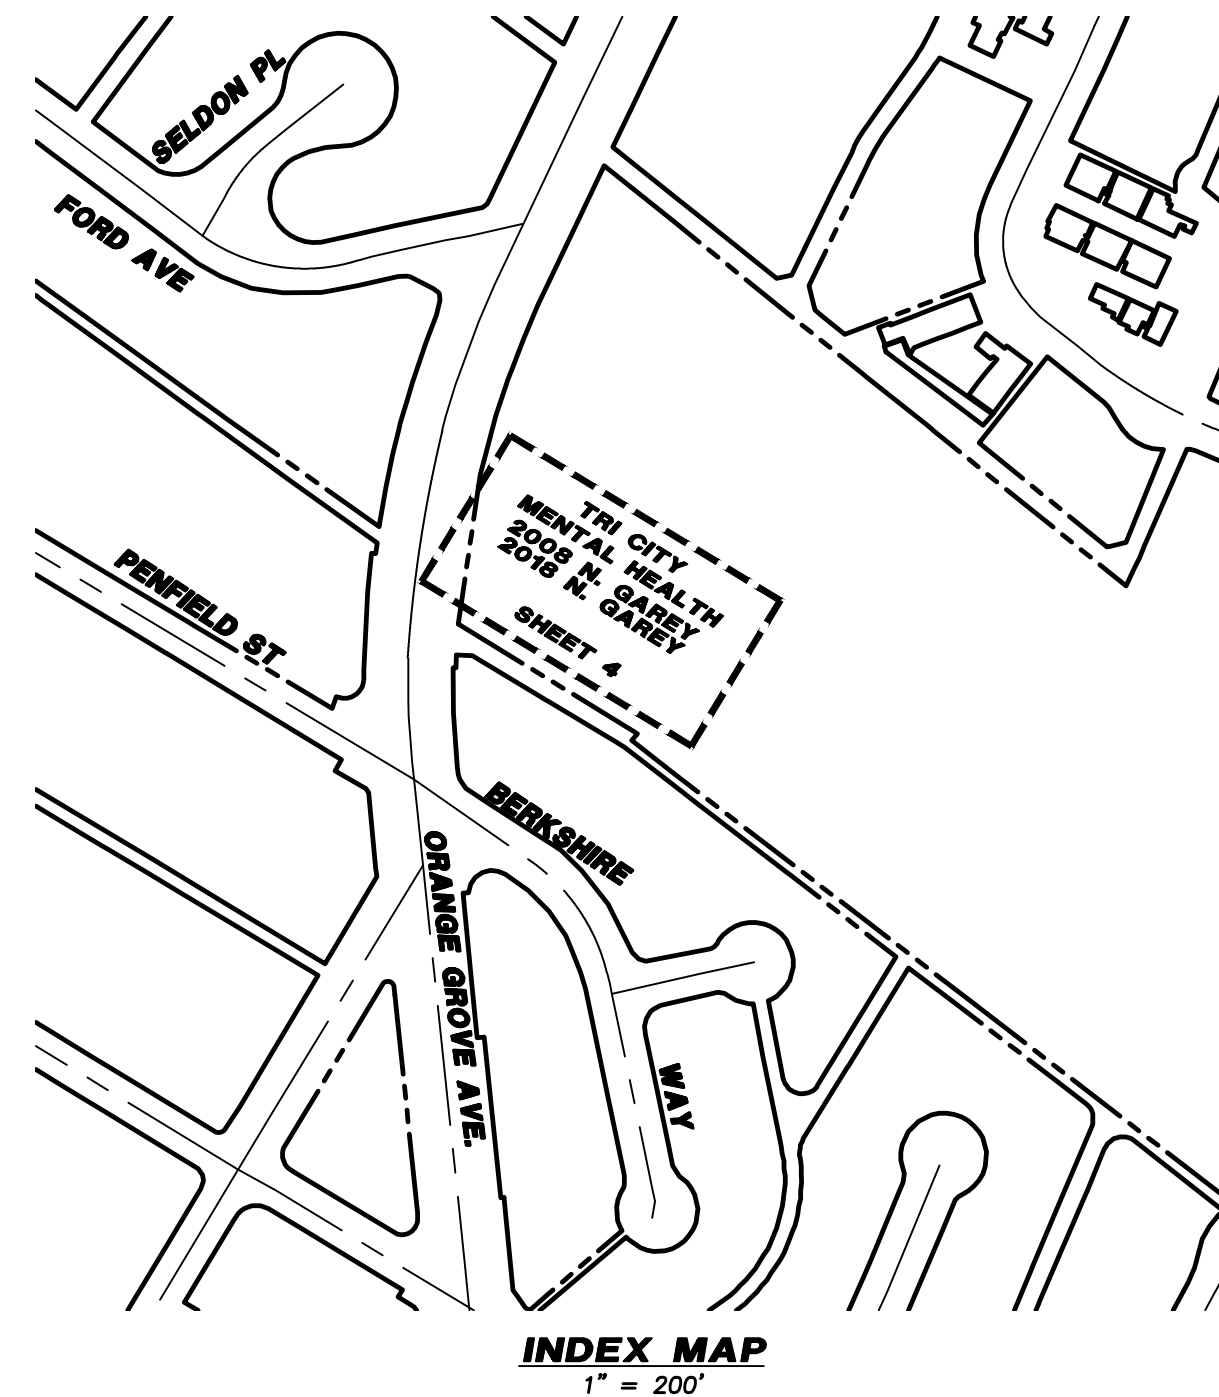 SELDON PL
FORD AVE
TRI CITY
MENTAL HEALTH
2008 N. GAREY
2018 N. GAREY
SHEET 4
PENFIELD ST
BERKSHIRE
ORANGE GROVE AVE.
WAY
INDEX MAP
1" = 200'